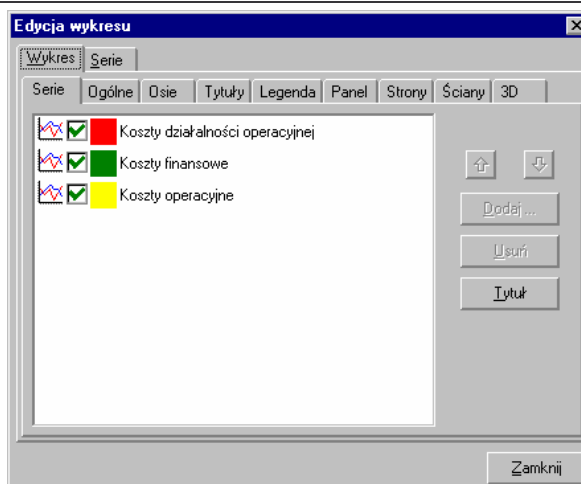 Edycja wykresu
Wykres Serie
Serie Ogólne Osie Tytuły Legenda Panel Strony Ściany 3D
Koszty działalności operacyjnej
Koszty finansowe
Koszty operacyjne
Dodaj ...
Usuń
Tytuł
Zamknij